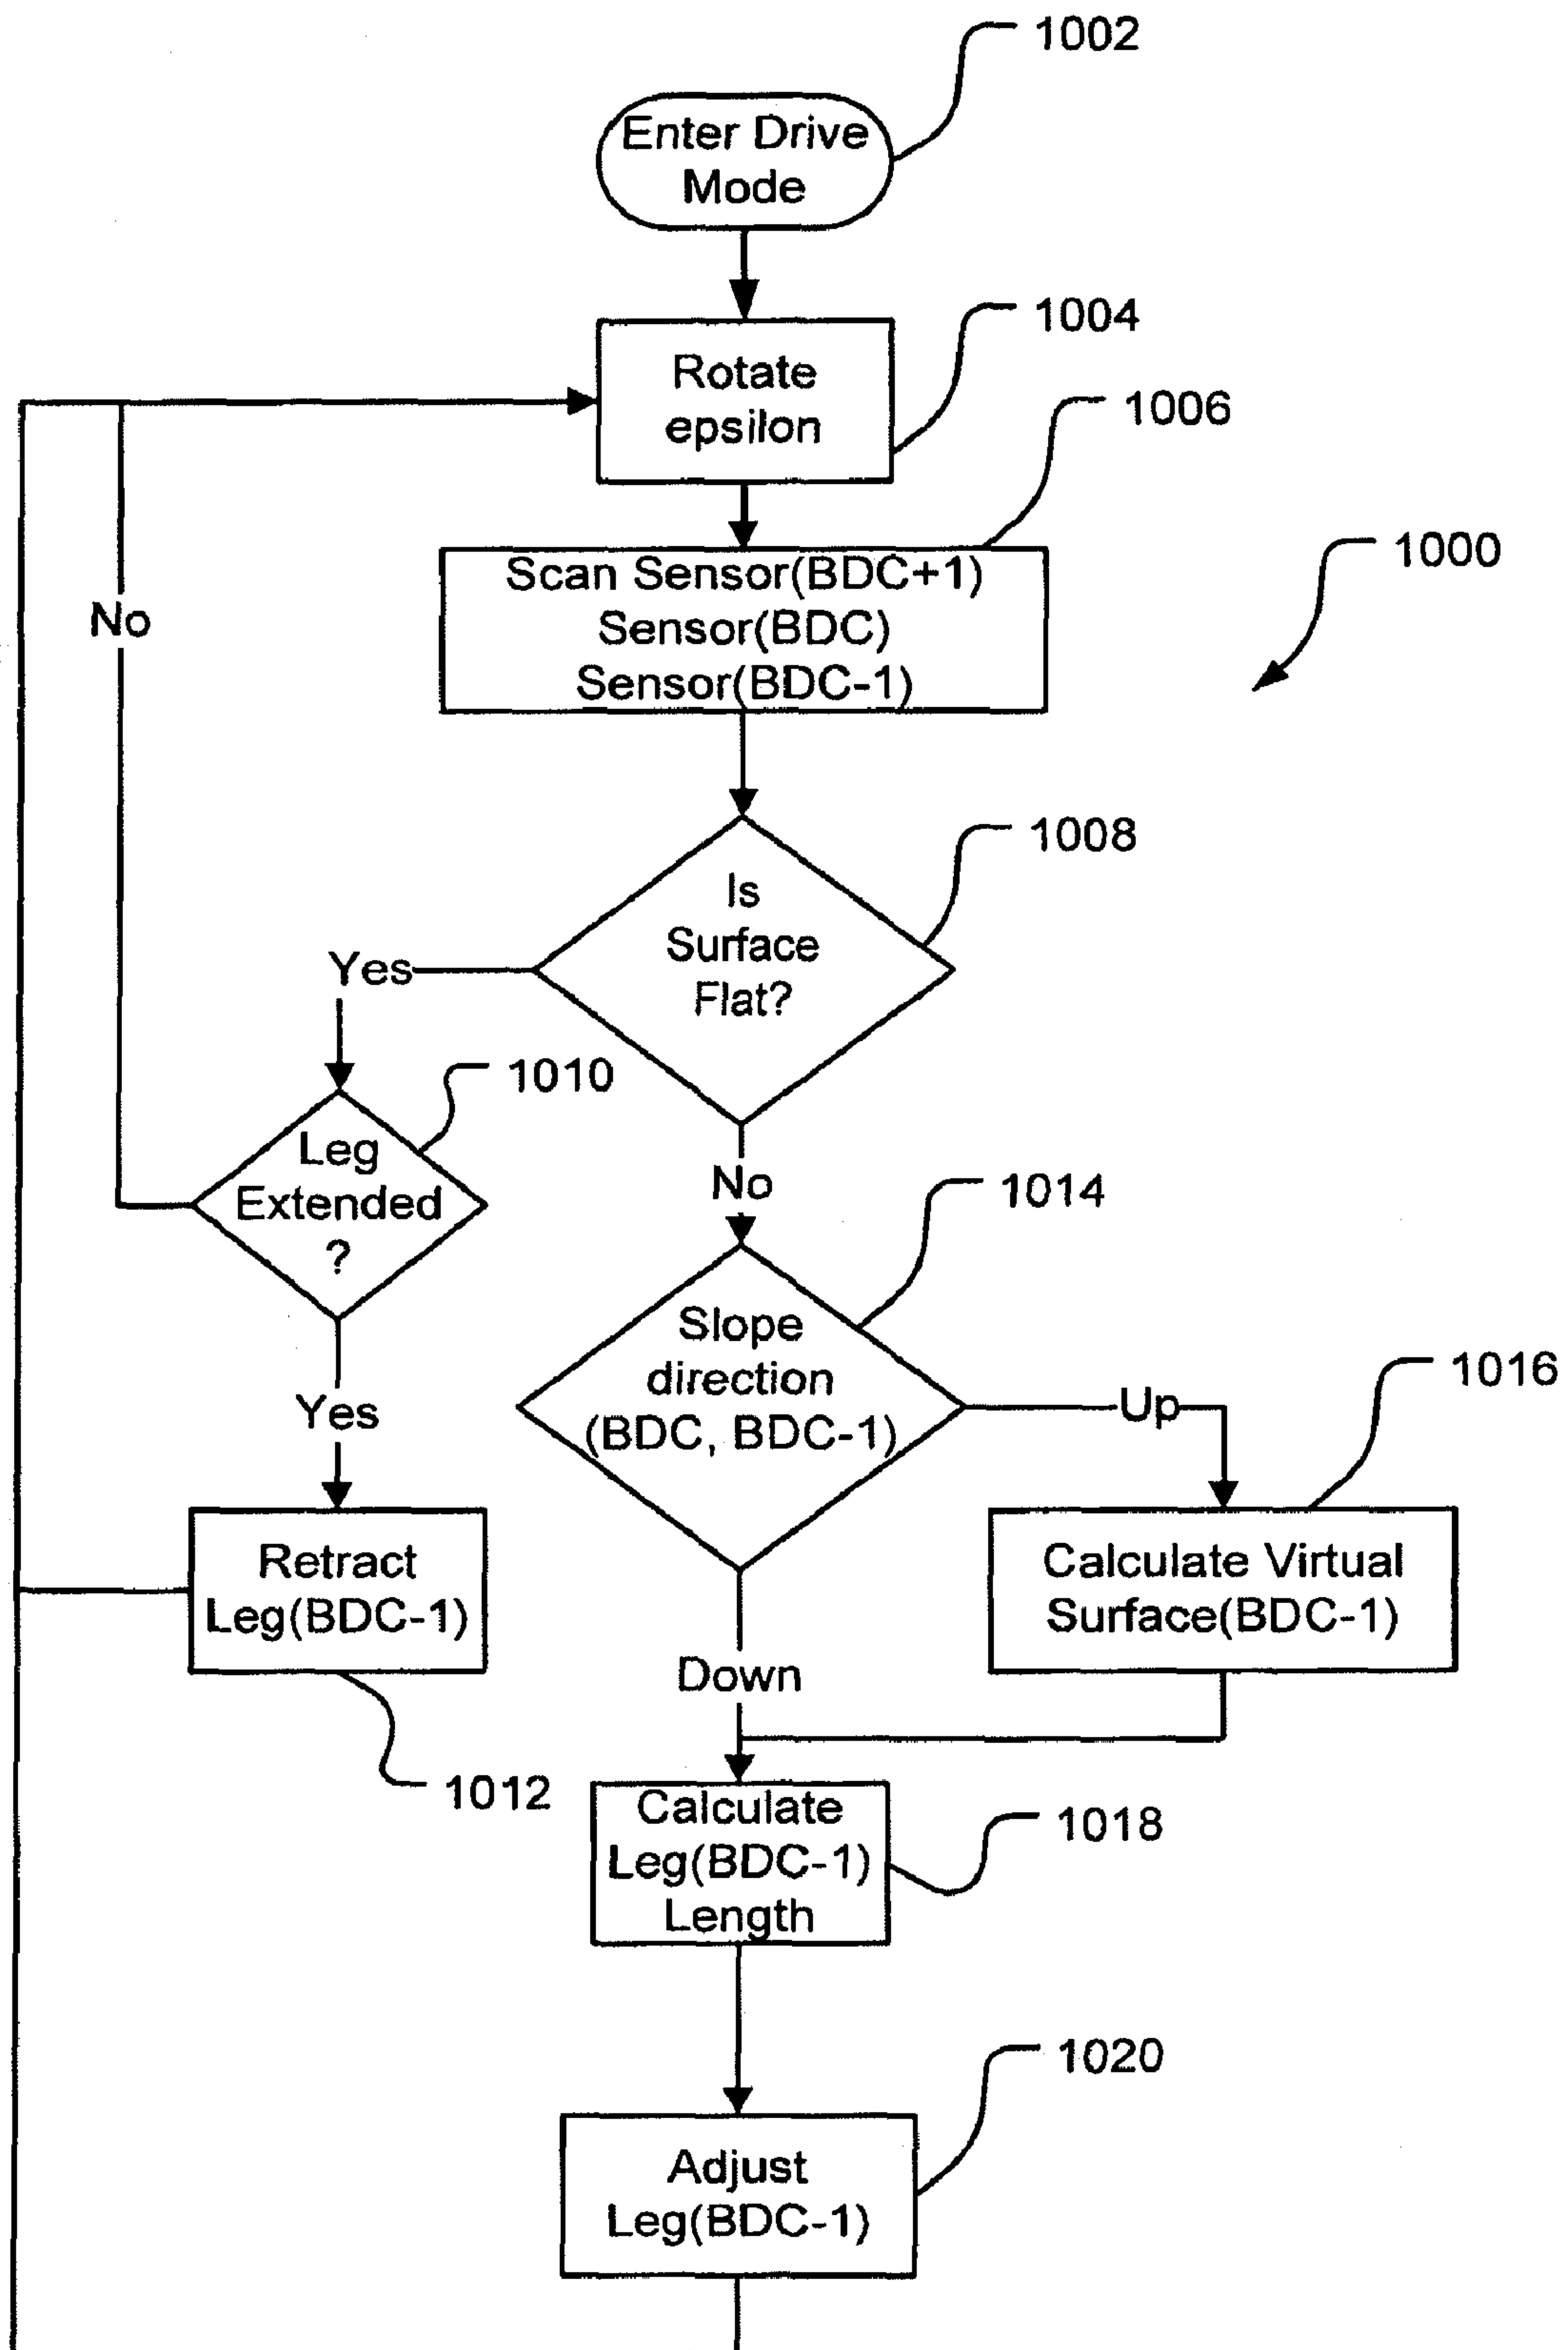 1002
Enter Drive
Mode
1004
Rotate
epsilon
1006
Scan Sensor(BDC+1)
Sensor(BDC)
Sensor(BDC-1)
1000
No
1008
Is
Surface
Flat?
Yes
1010
Leg
Extended
?
No
1014
Slope
direction
(BDC, BDC-1)
Up
1016
Yes
Retract
Leg(BDC-1)
Calculate Virtual
Surface(BDC-1)
Down
1012
Calculate
Leg(BDC-1)
Length
1018
1020
Adjust
Leg(BDC-1)